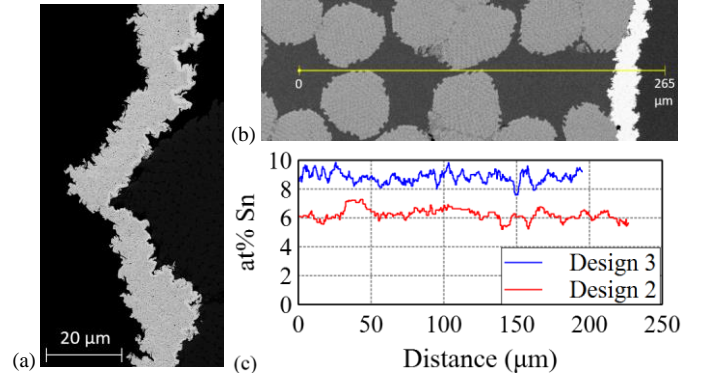 20 μm
(a)
0
265
μm
(b)
10
8
6
4
2
0
at% Sn
Design 3
Design 2
0
50
100
150
200
250
Distance (μm)
(c)